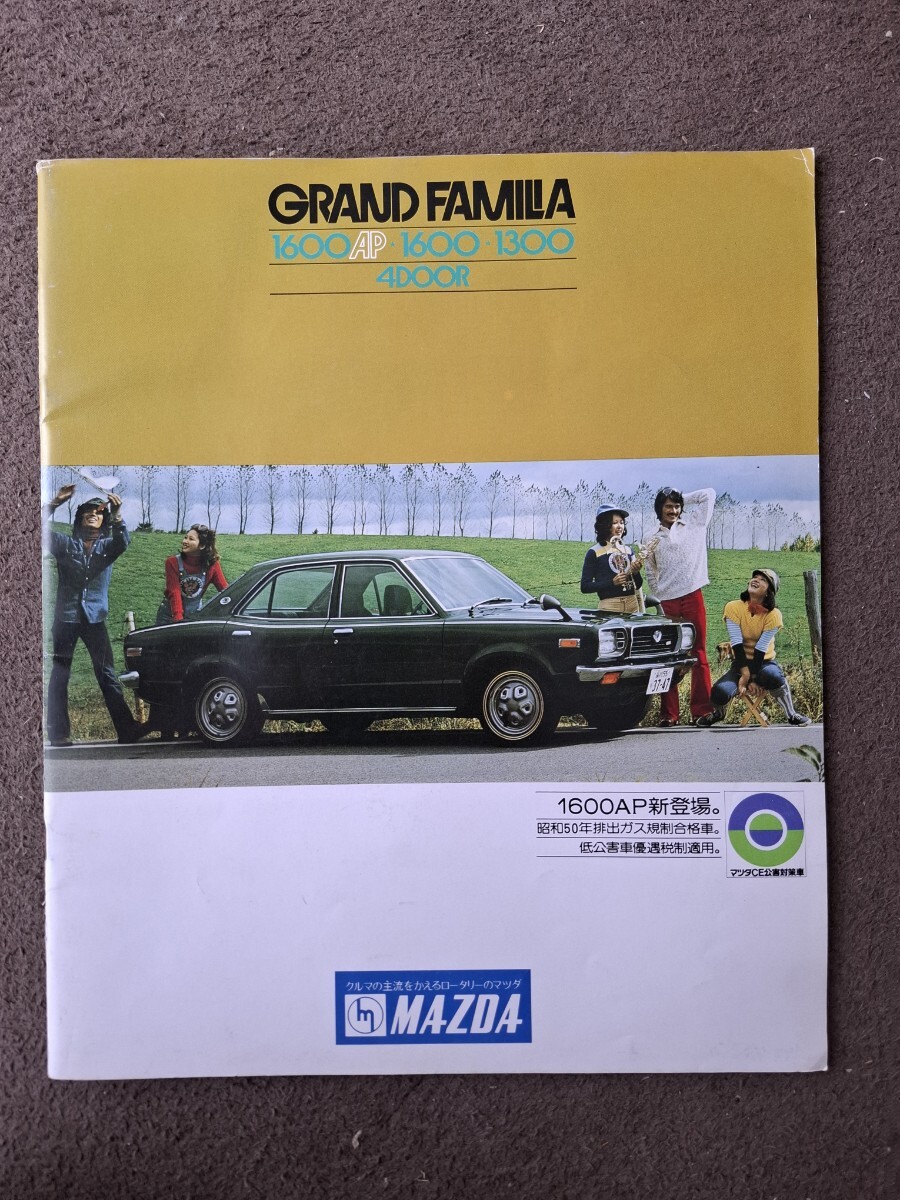 GRAND FAMILIA
1600AP・1600・1300
4DOOR
37-47
1600AP新登場。
昭和50年排出ガス規制合格車。
低公害車優遇税制適用。
マツダCE公害対策車
クルマの主流をかえるロータリーのマツダ
m MAZDA